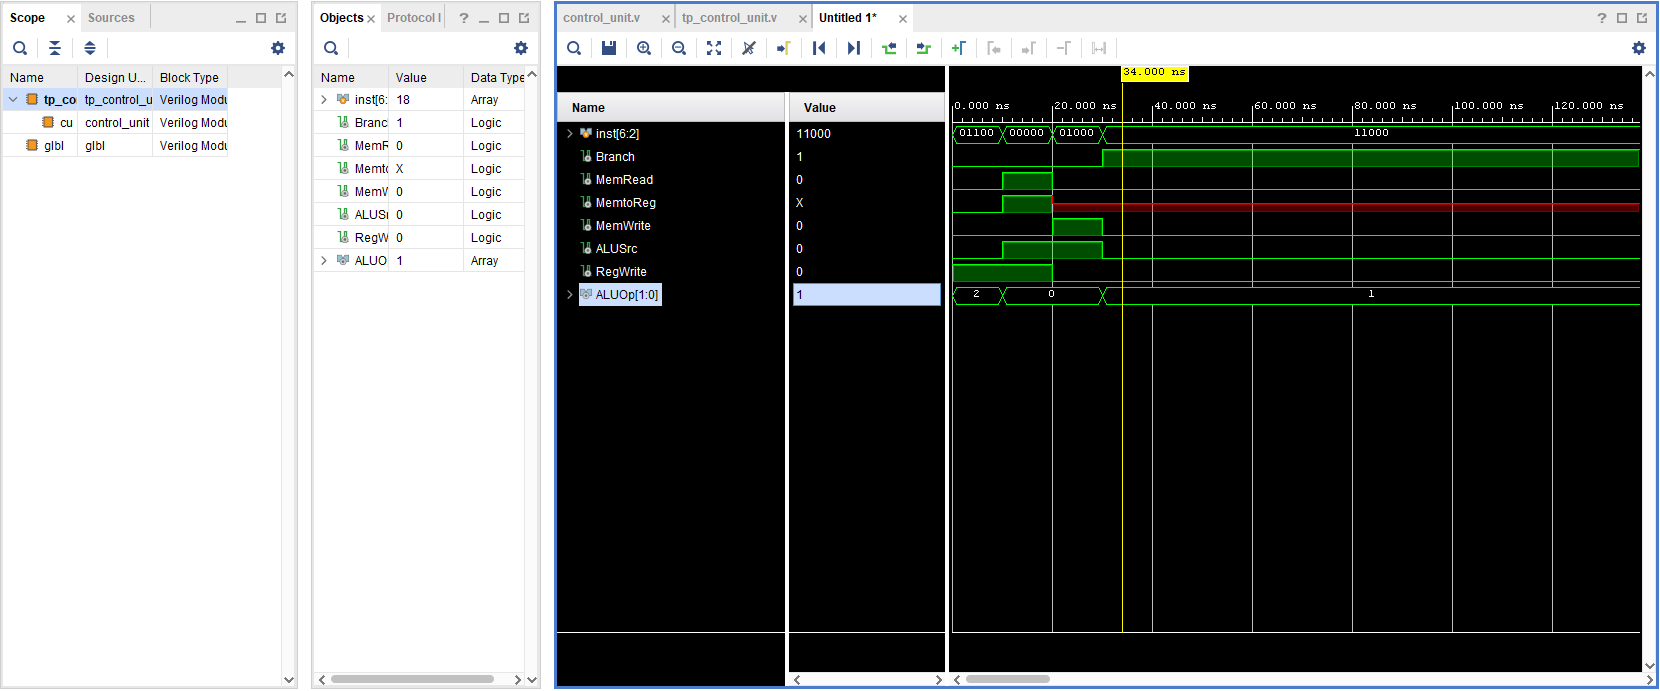 Scope
Sources
Name
Design U...
Block Type
tp_co
tp_control_u
Verilog Modu
cu
control_unit
Verilog Modu
glbl
glbl
Verilog Modu
Objects
Protocol I
?
Name
Value
Data Type
inst[6:
18
Array
Branc
1
Logic
MemR
0
Logic
Memto
X
Logic
MemW
0
Logic
ALUSr
0
Logic
RegW
0
Logic
ALUO
1
Array
control_unit.v
tp_control_unit.v
Untitled 1*
?
34.000 ns
Name
Value
0.000 ns
20.000 ns
40.000 ns
60.000 ns
80.000 ns
100.000 ns
120.000 ns
inst[6:2]
11000
01100
00000
01000
11000
Branch
1
MemRead
0
MemtoReg
X
MemWrite
0
ALUSrc
0
RegWrite
0
ALUOp[1:0]
1
2
0
1